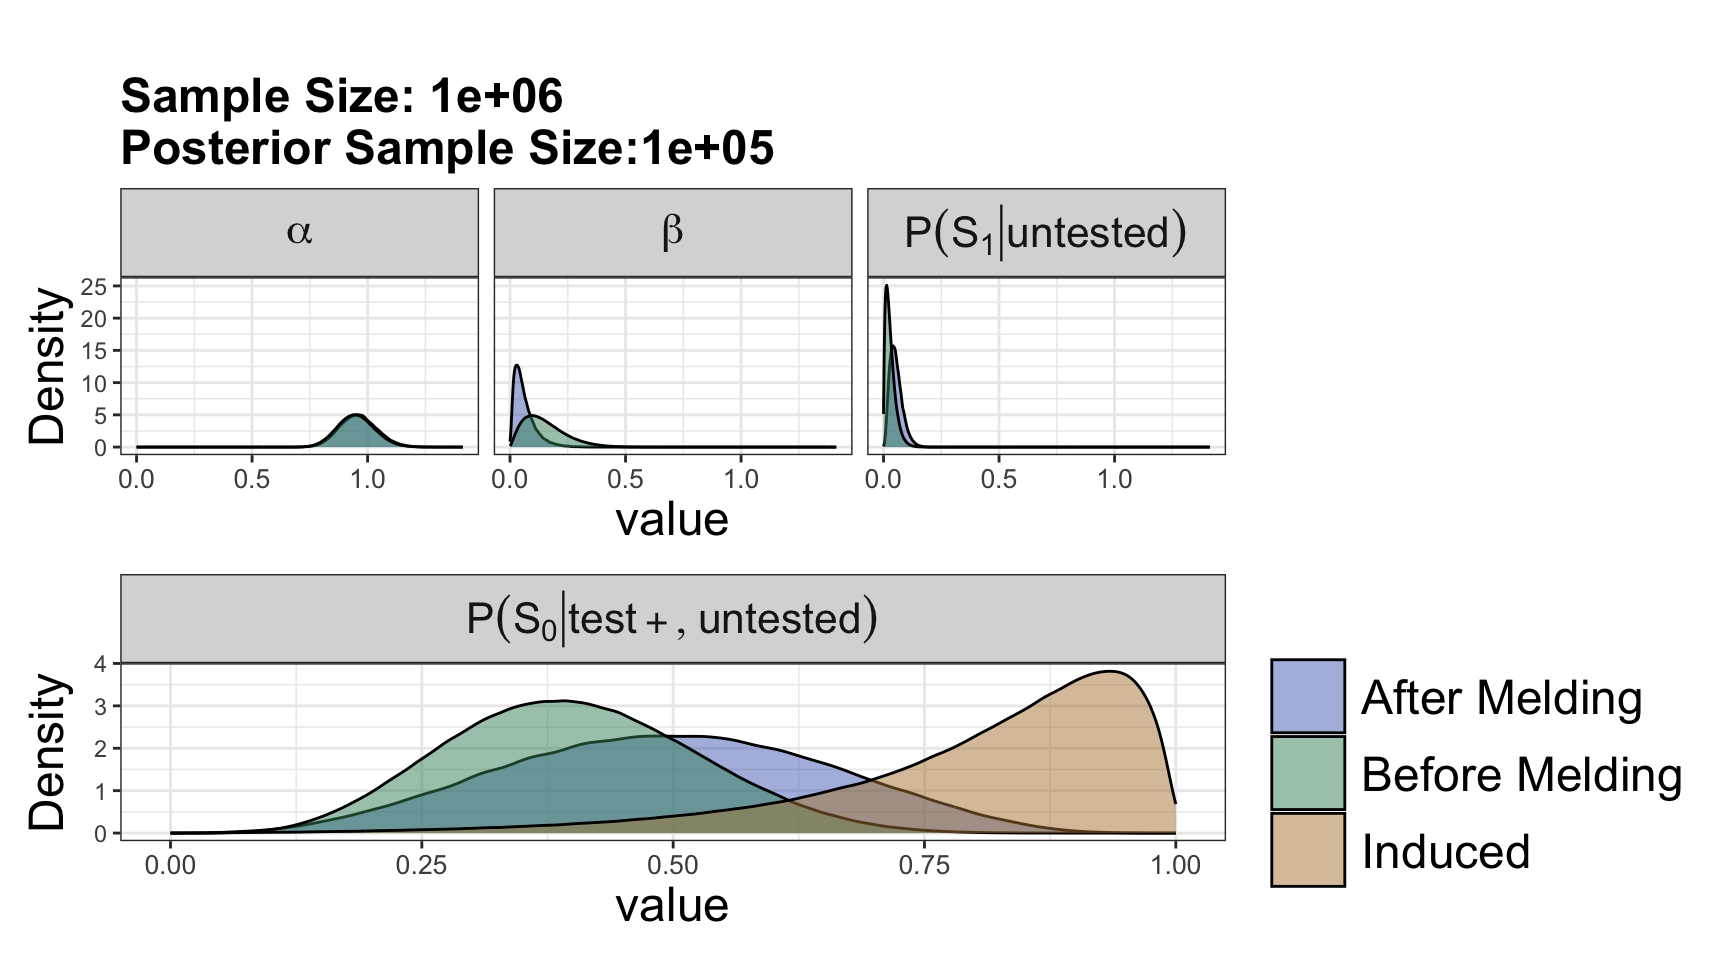 Sample Size: 1e+06
Posterior Sample Size:1e+05
α β P(S₁|untested)
Density
25
20
15
10
5
0
0.0 0.5 1.0 0.0 0.5 1.0 0.0 0.5 1.0
value
P(S₀|test +, untested)
Density
4
3
2
1
0
0.00 0.25 0.50 0.75 1.00
value
After Melding
Before Melding
Induced